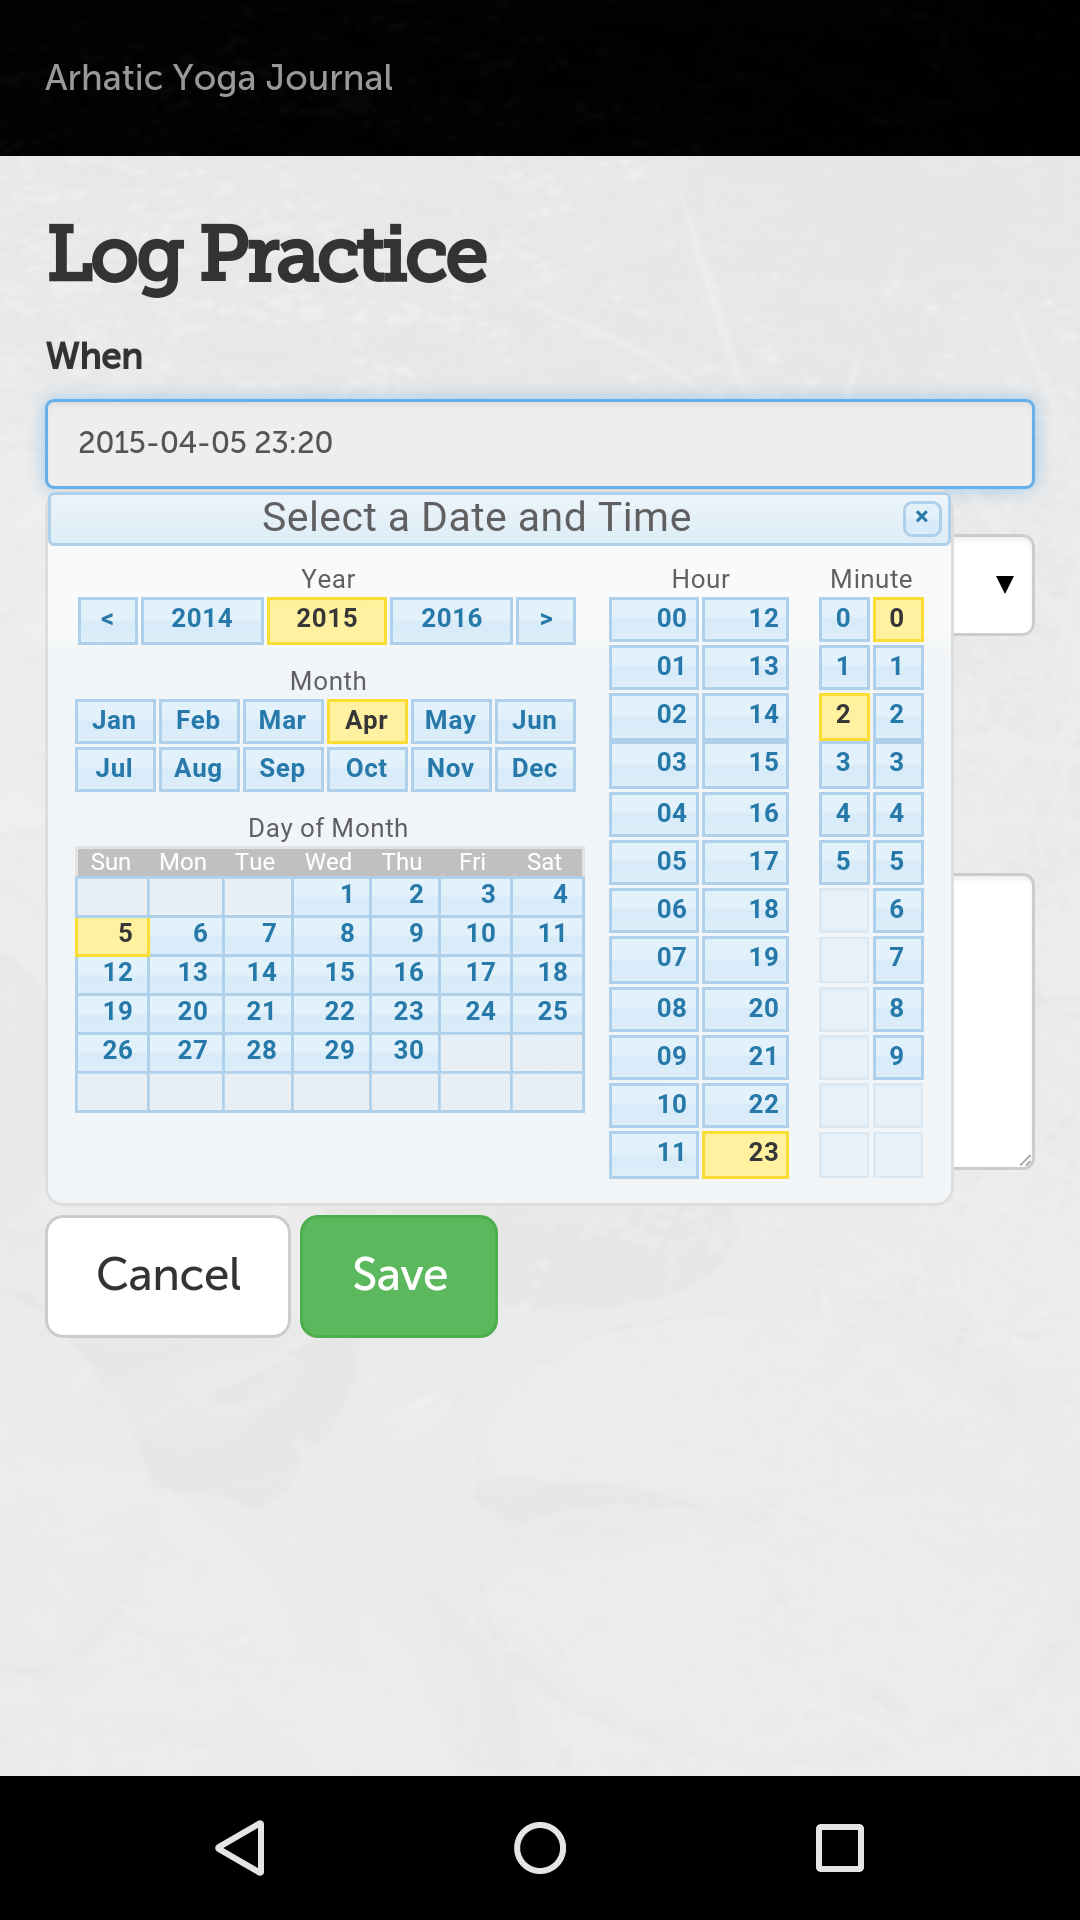 Arhatic Yoga Journal
Log Practice
When
2015-04-05 23:20
Select a Date and Time ×
Year
< 2014 2015 2016 >
Month
Jan Feb Mar Apr May Jun
Jul Aug Sep Oct Nov Dec
Day of Month
Sun Mon Tue Wed Thu Fri Sat
1 2 3 4
5 6 7 8 9 10 11
12 13 14 15 16 17 18
19 20 21 22 23 24 25
26 27 28 29 30
Hour
00 12
01 13
02 14
03 15
04 16
05 17
06 18
07 19
08 20
09 21
10 22
11 23
Minute
0 0
1 1
2 2
3 3
4 4
5 5
6
7
8
9
Cancel Save